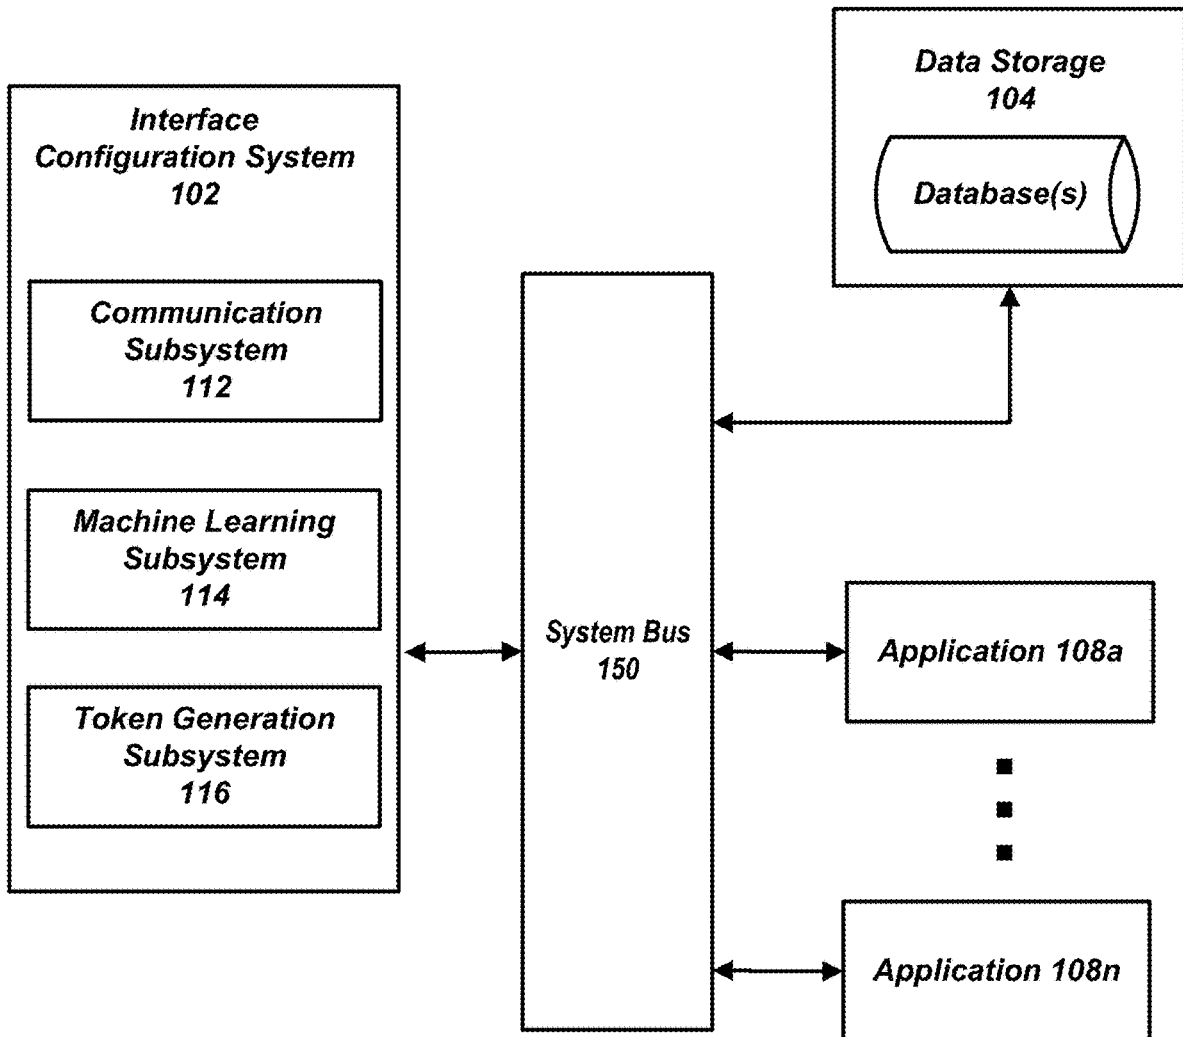 Interface
Configuration System
102
Communication
Subsystem
112
Machine Learning
Subsystem
114
Token Generation
Subsystem
116
System Bus
150
Data Storage
104
Database(s)
Application 108a
Application 108n